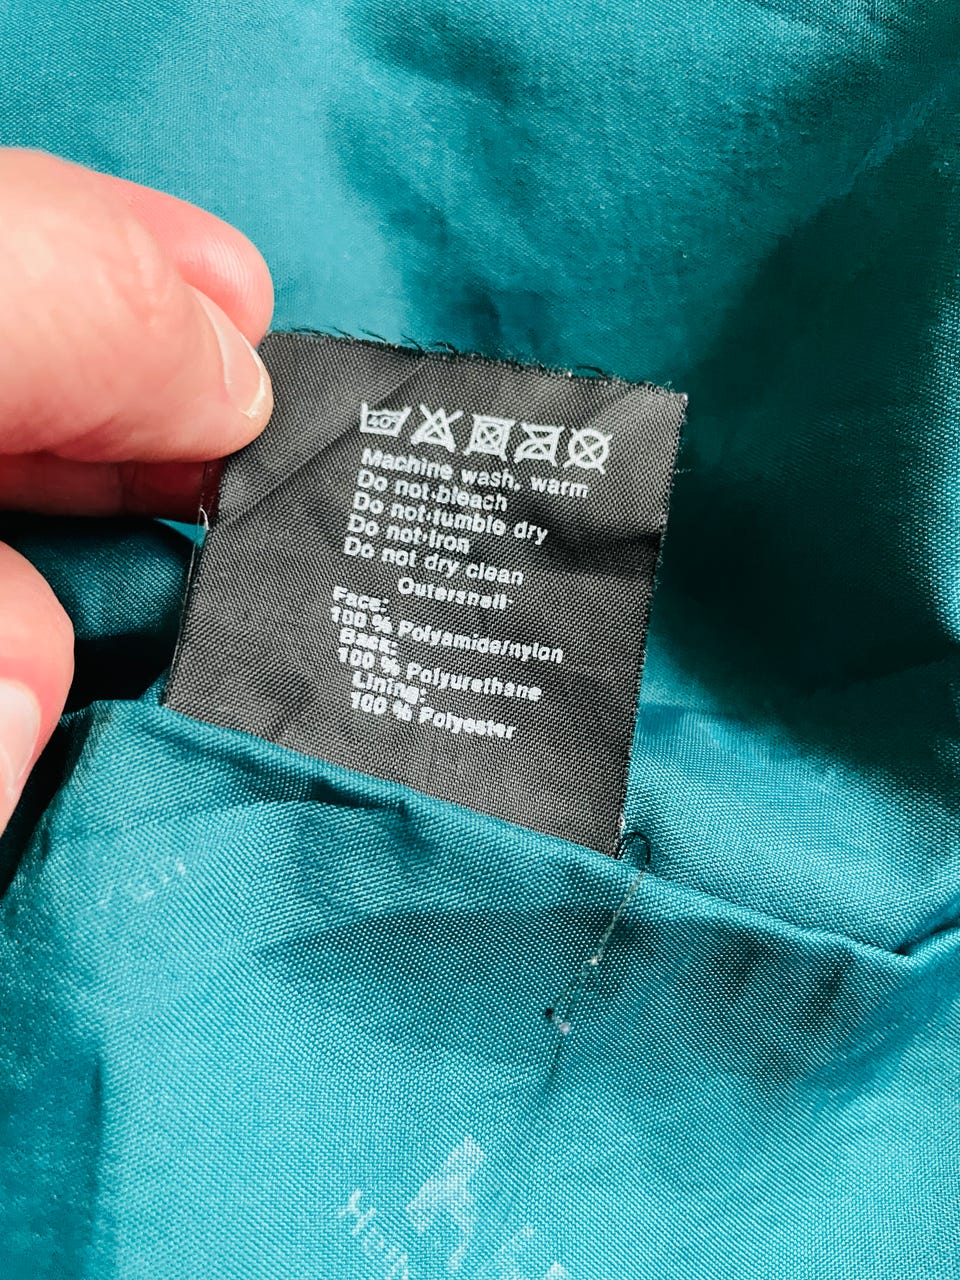 40
Machine wash, warm
Do not bleach
Do not tumble dry
Do not iron
Do not dry clean
Outershell
Face:
100 % Polyamide/nylon
Back:
100 % Polyurethane
Lining:
100 % Polyester